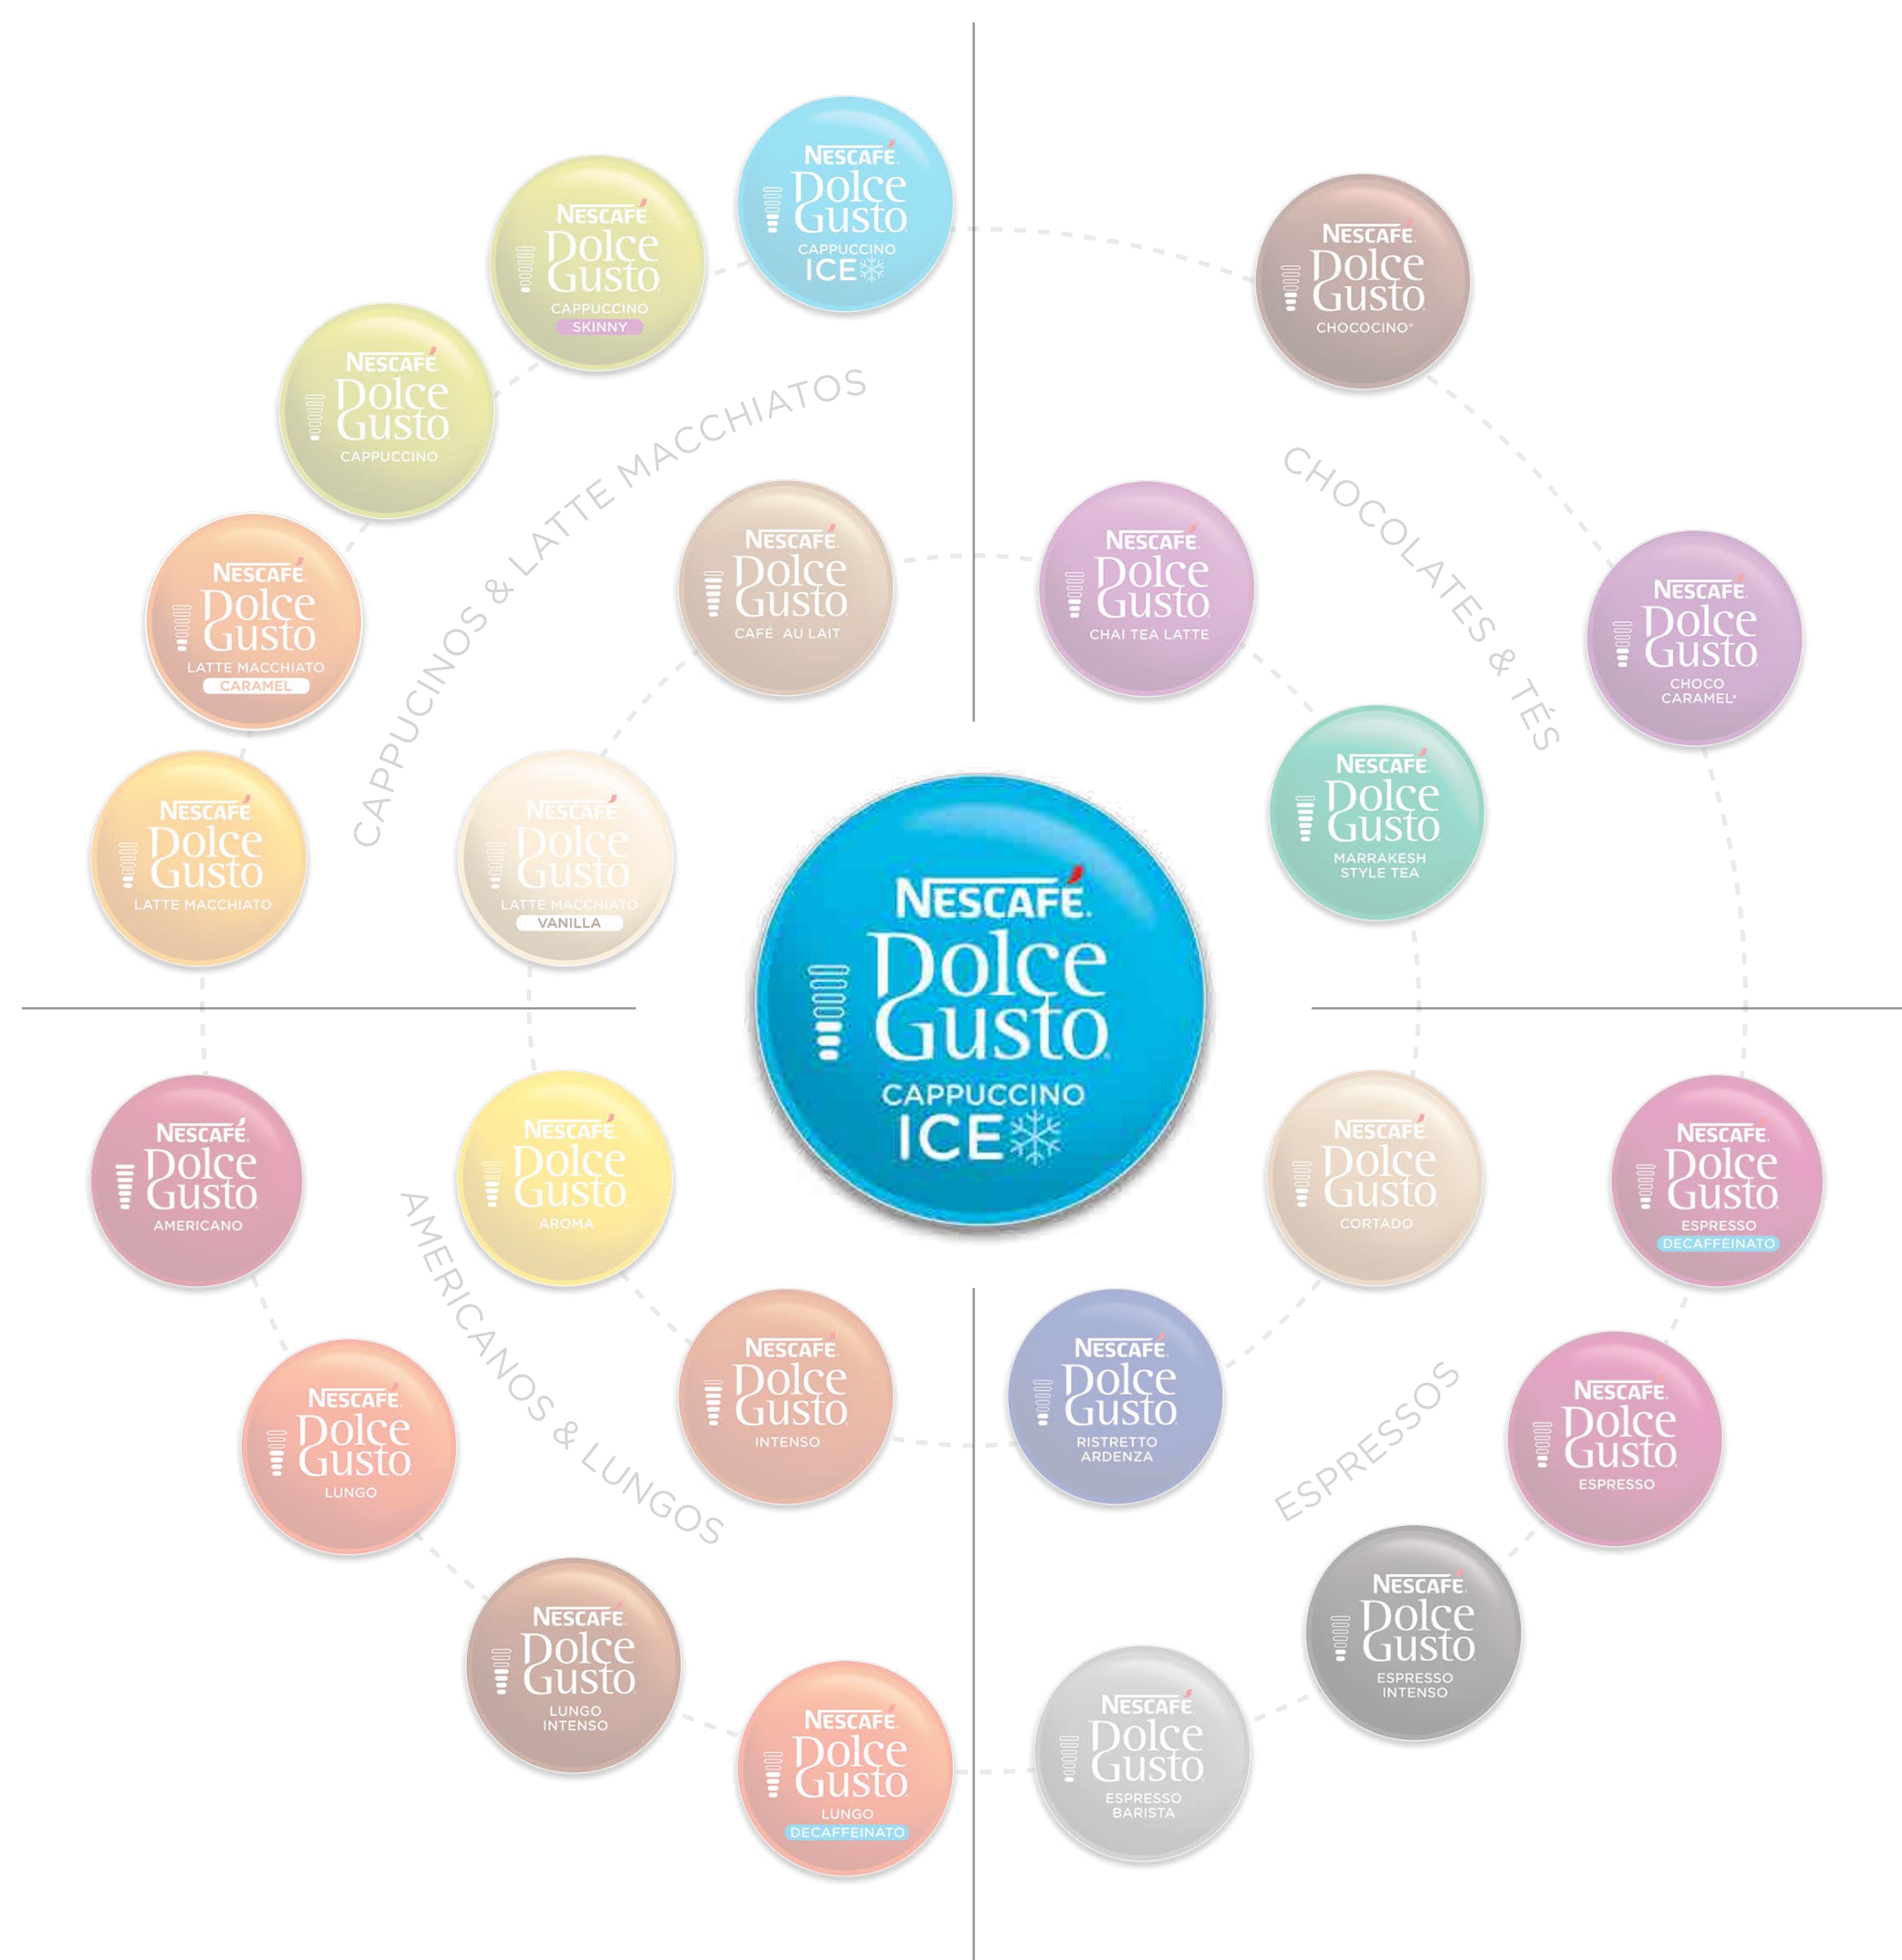 NESCAFÉ
Dolce
Gusto
CAPPUCCINO
ICE
NESCAFÉ
Dolce
Gusto
CAPPUCCINO
SKINNY
NESCAFÉ
Dolce
Gusto
CAPPUCCINO
NESCAFÉ
Dolce
Gusto
LATTE MACCHIATO
CARAMEL
NESCAFÉ
Dolce
Gusto
LATTE MACCHIATO
CAPPUCINOS & LATTE MACCHIATOS
NESCAFÉ
Dolce
Gusto
CAFÉ AU LAIT
NESCAFÉ
Dolce
Gusto
LATTE MACCHIATO
VANILLA
NESCAFÉ
Dolce
Gusto
CHOCOCINO
NESCAFÉ
Dolce
Gusto
CHOCO
CARAMEL
CHOCOLATES & TÉS
NESCAFÉ
Dolce
Gusto
CHAI TEA LATTE
NESCAFÉ
Dolce
Gusto
MARRAKESH
STYLE TEA
NESCAFÉ.
Dolce
Gusto
CAPPUCCINO
ICE
NESCAFÉ
Dolce
Gusto
AMERICANO
NESCAFÉ
Dolce
Gusto
AROMA
NESCAFÉ
Dolce
Gusto
INTENSO
AMERICANOS & LUNGOS
NESCAFÉ
Dolce
Gusto
LUNGO
NESCAFÉ
Dolce
Gusto
LUNGO
INTENSO
NESCAFÉ
Dolce
Gusto
LUNGO
DECAFFEINATO
NESCAFÉ
Dolce
Gusto
CORTADO
NESCAFÉ
Dolce
Gusto
ESPRESSO
DECAFFEINATO
NESCAFÉ
Dolce
Gusto
RISTRETTO
ARDENZA
ESPRESSOS
NESCAFÉ
Dolce
Gusto
ESPRESSO
NESCAFÉ
Dolce
Gusto
ESPRESSO
INTENSO
NESCAFÉ
Dolce
Gusto
ESPRESSO
BARISTA